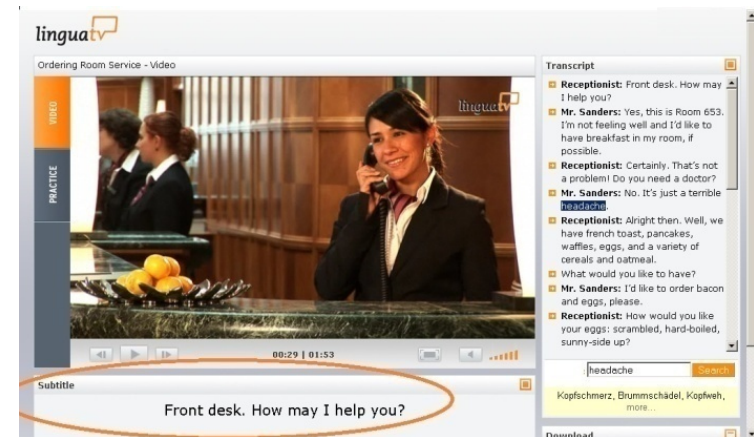 linguatv
Ordering Room Service - Video
VIDEO
PRACTICE
linguatv
00:29 | 01:53
Subtitle
Front desk. How may I help you?
Transcript
Receptionist: Front desk. How may
I help you?
Mr. Sanders: Yes, this is Room 653.
I'm not feeling well and I'd like to
have breakfast in my room, if
possible.
Receptionist: Certainly. That's not
a problem! Do you need a doctor?
Mr. Sanders: No. It's just a terrible
headache.
Receptionist: Alright then. Well, we
have french toast, pancakes,
waffles, eggs, and a variety of
cereals and oatmeal.
What would you like to have?
Mr. Sanders: I'd like to order bacon
and eggs, please.
Receptionist: How would you like
your eggs: scrambled, hard-boiled,
sunny-side up?
headache
Search
Kopfschmerz, Brummschädel, Kopfweh,
more...
Download